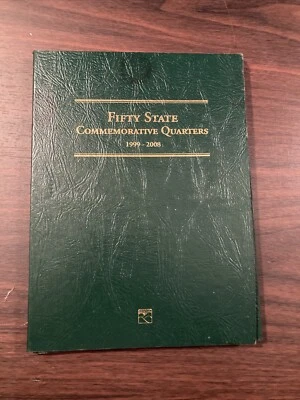 FIFTY STATE
COMMEMORATIVE QUARTERS
1999 - 2008